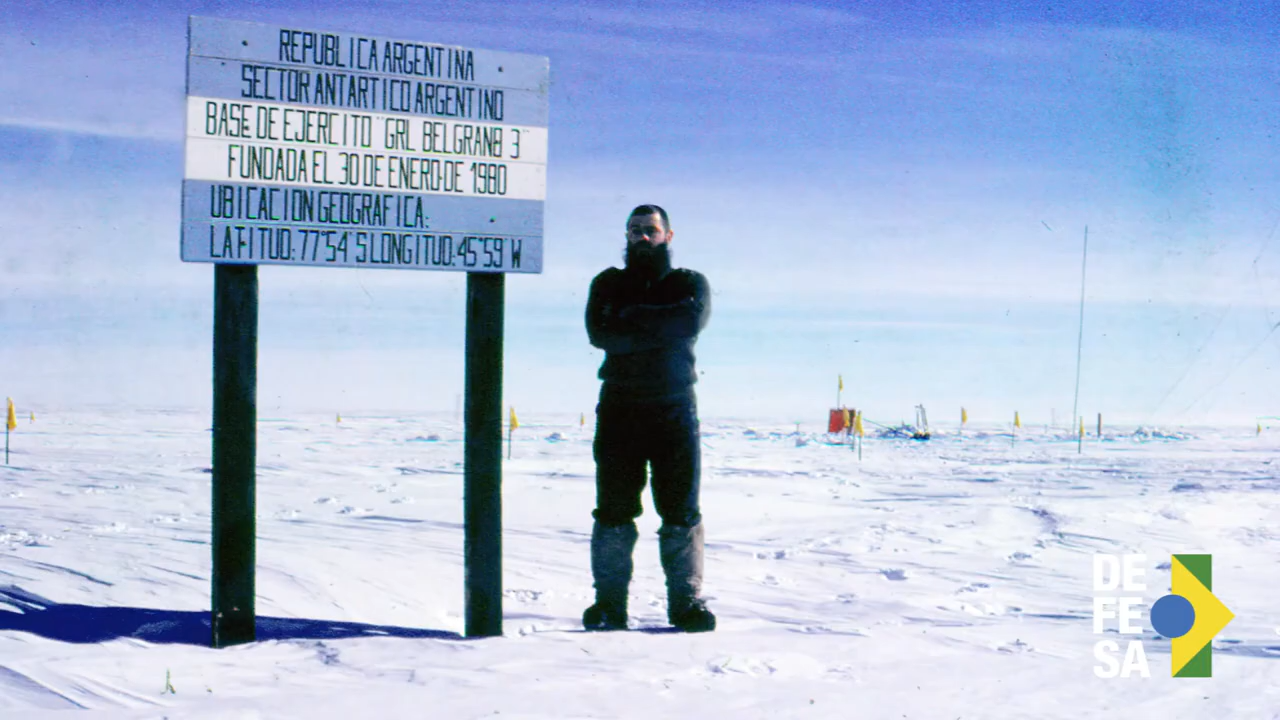 REPUBLICA ARGENTINA
SECTOR ANTARTICO ARGENTINO
BASE DE EJERCITO "GRL BELGRANO 3"
FUNDADA EL 30 DE ENERO DE 1980
UBICACION GEOGRAFICA:
LATITUD: 77°54'S LONGITUD: 45°59'W
DE
FE
SA